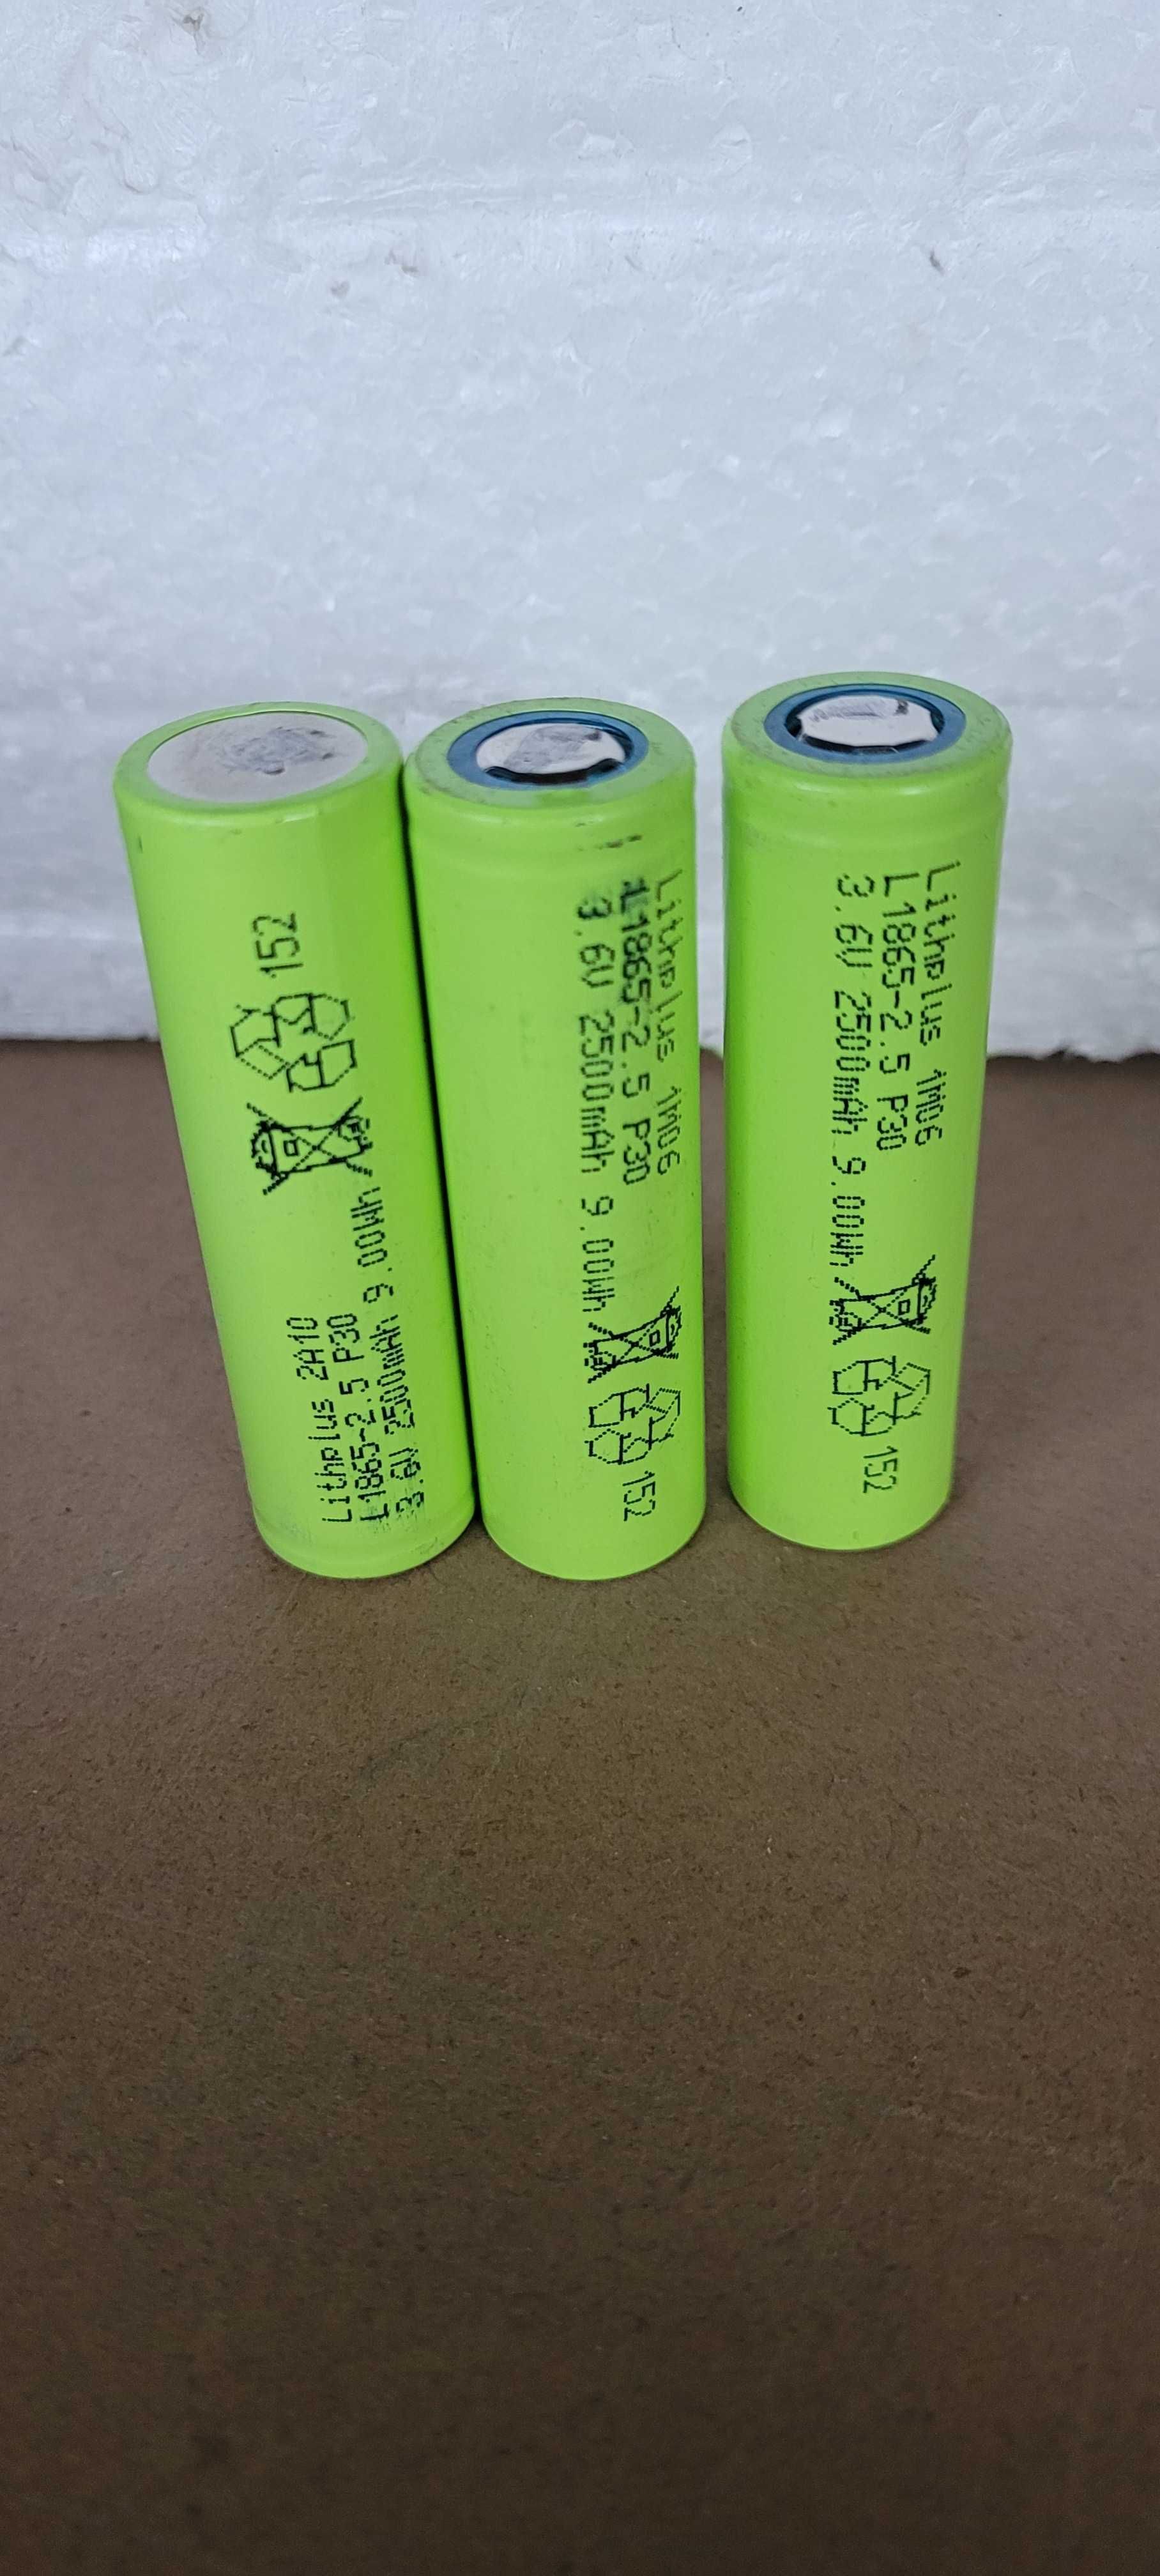 Lithplus 2A10
L1865-2.5 P30
3.6V 2500mAh 9.00Wh
152
Lithplus 1M06
L1865-2.5 P30
3.6V 2500mAh 9.00Wh
152
Lithplus 1M06
L1865-2.5 P30
3.6V 2500mAh 9.00Wh
152